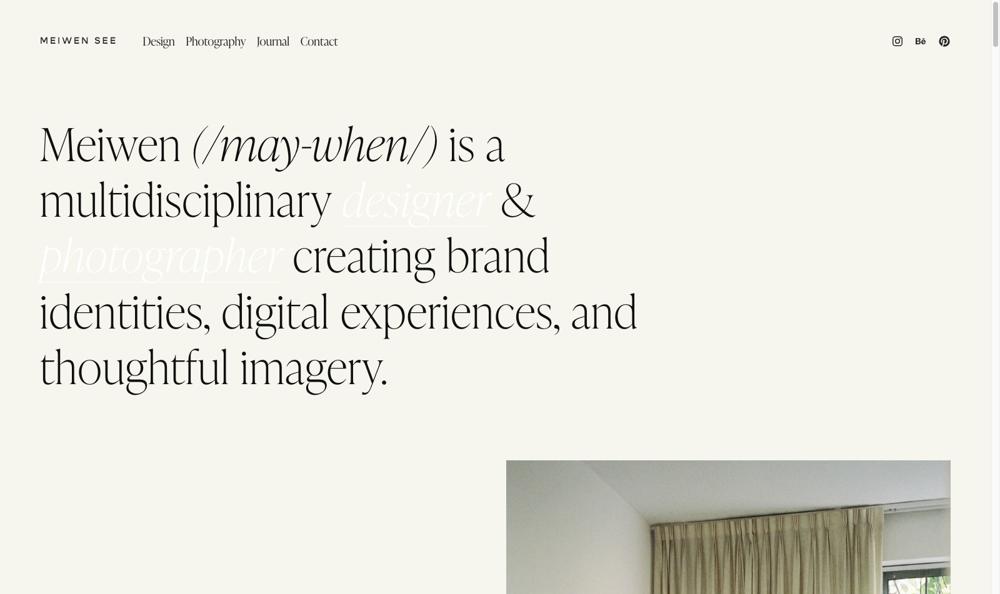 MEIWEN SEE Design Photography Journal Contact Bē
Meiwen (/may-when/) is a
multidisciplinary designer &
photographer creating brand
identities, digital experiences, and
thoughtful imagery.